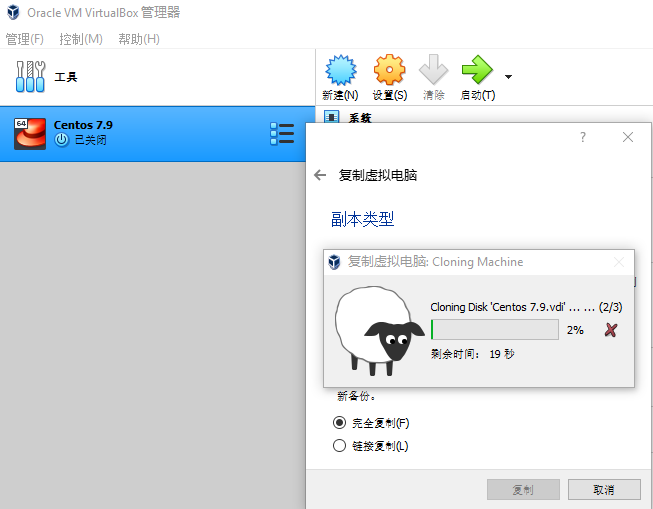 Oracle VM VirtualBox 管理器
管理(F) 控制(M) 帮助(H)
工具
新建(N) 设置(S) 清除 启动(T)
64
Centos 7.9
已关闭
系统
?
复制虚拟电脑
副本类型
复制虚拟电脑: Cloning Machine
Cloning Disk 'Centos 7.9.vdi' ... ... (2/3)
2%
剩余时间： 19 秒
新备份。
完全复制(F)
链接复制(L)
复制 取消